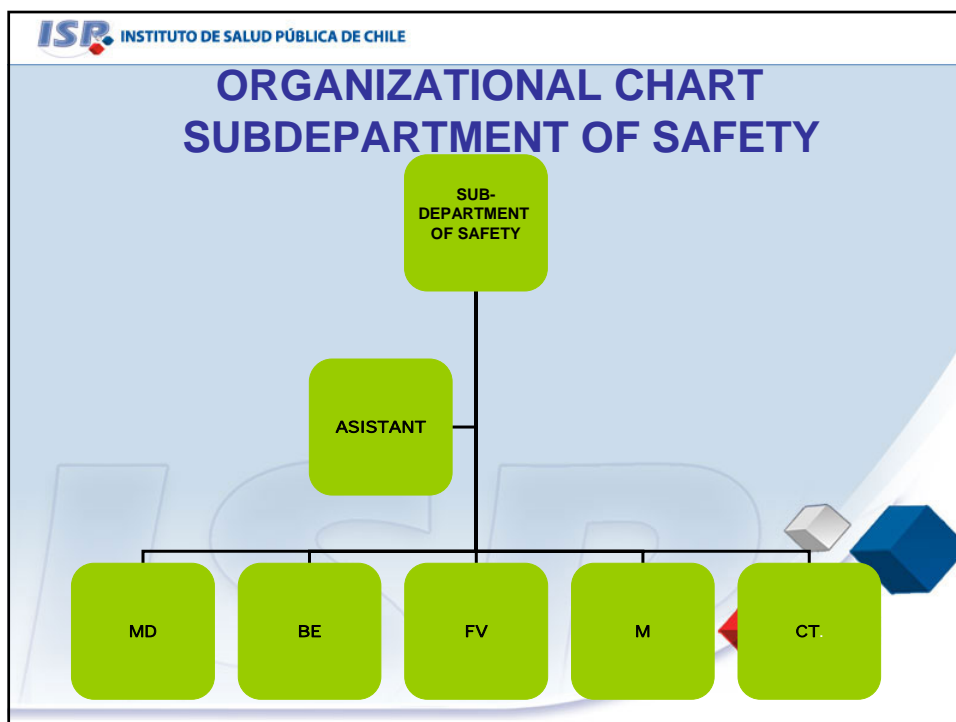 ISP INSTITUTO DE SALUD PÚBLICA DE CHILE
ORGANIZATIONAL CHART
SUBDEPARTMENT OF SAFETY
SUB-
DEPARTMENT
OF SAFETY
ASISTANT
MD
BE
FV
M
CT.
ISP